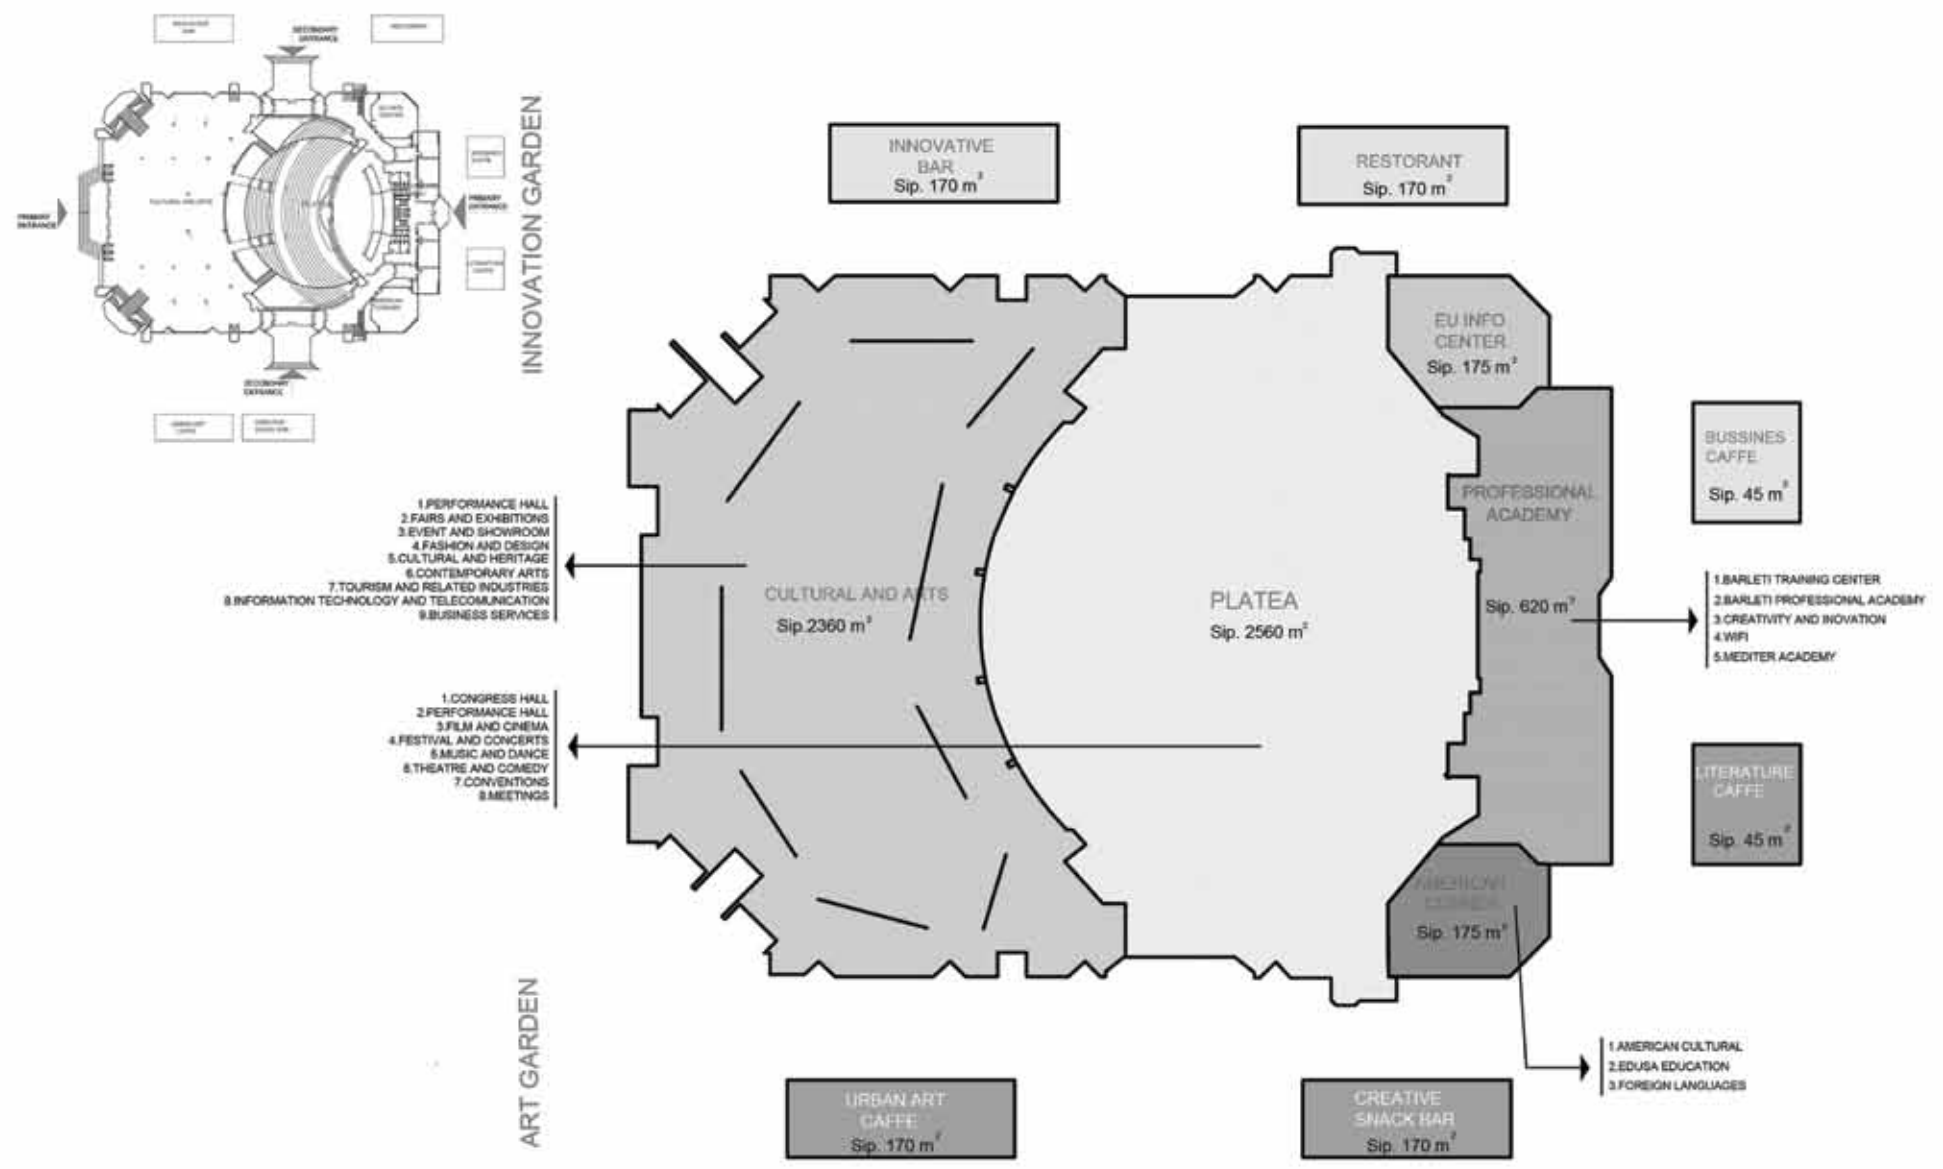 SECONDARY
ENTRANCE
PRIMARY
ENTRANCE
PRIMARY
ENTRANCE
SECONDARY
ENTRANCE
INNOVATION GARDEN
INNOVATIVE
BAR
Sip. 170 m²
RESTORANT
Sip. 170 m²
EU INFO
CENTER
Sip. 175 m²
BUSSINES
CAFFE
Sip. 45 m²
PROFESSIONAL
ACADEMY
Sip. 620 m²
1.BARLETI TRAINING CENTER
2.BARLETI PROFESSIONAL ACADEMY
3.CREATIVITY AND INOVATION
4.WIFI
5.MEDITER ACADEMY
1.PERFORMANCE HALL
2.FAIRS AND EXHIBITIONS
3.EVENT AND SHOWROOM
4.FASHION AND DESIGN
5.CULTURAL AND HERITAGE
6.CONTEMPORARY ARTS
7.TOURISM AND RELATED INDUSTRIES
8.INFORMATION TECHNOLOGY AND TELECOMUNICATION
9.BUSINESS SERVICES
CULTURAL AND ARTS
Sip.2360 m²
PLATEA
Sip. 2560 m²
1.CONGRESS HALL
2.PERFORMANCE HALL
3.FILM AND CINEMA
4.FESTIVAL AND CONCERTS
5.MUSIC AND DANCE
6.THEATRE AND COMEDY
7.CONVENTIONS
8.MEETINGS
LITERATURE
CAFFE
Sip. 45 m²
AMERICAN
Sip. 175 m²
1.AMERICAN CULTURAL
2.EDUSA EDUCATION
3.FOREIGN LANGUAGES
ART GARDEN
URBAN ART
CAFFE
Sip. 170 m²
CREATIVE
SNACK BAR
Sip. 170 m²